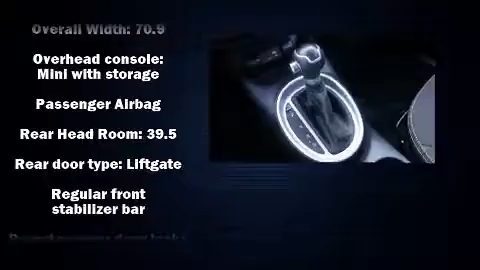 Overall Width: 70.9
Overhead console:
Mini with storage
Passenger Airbag
Rear Head Room: 39.5
Rear door type: Liftgate
Regular front
stabilizer bar